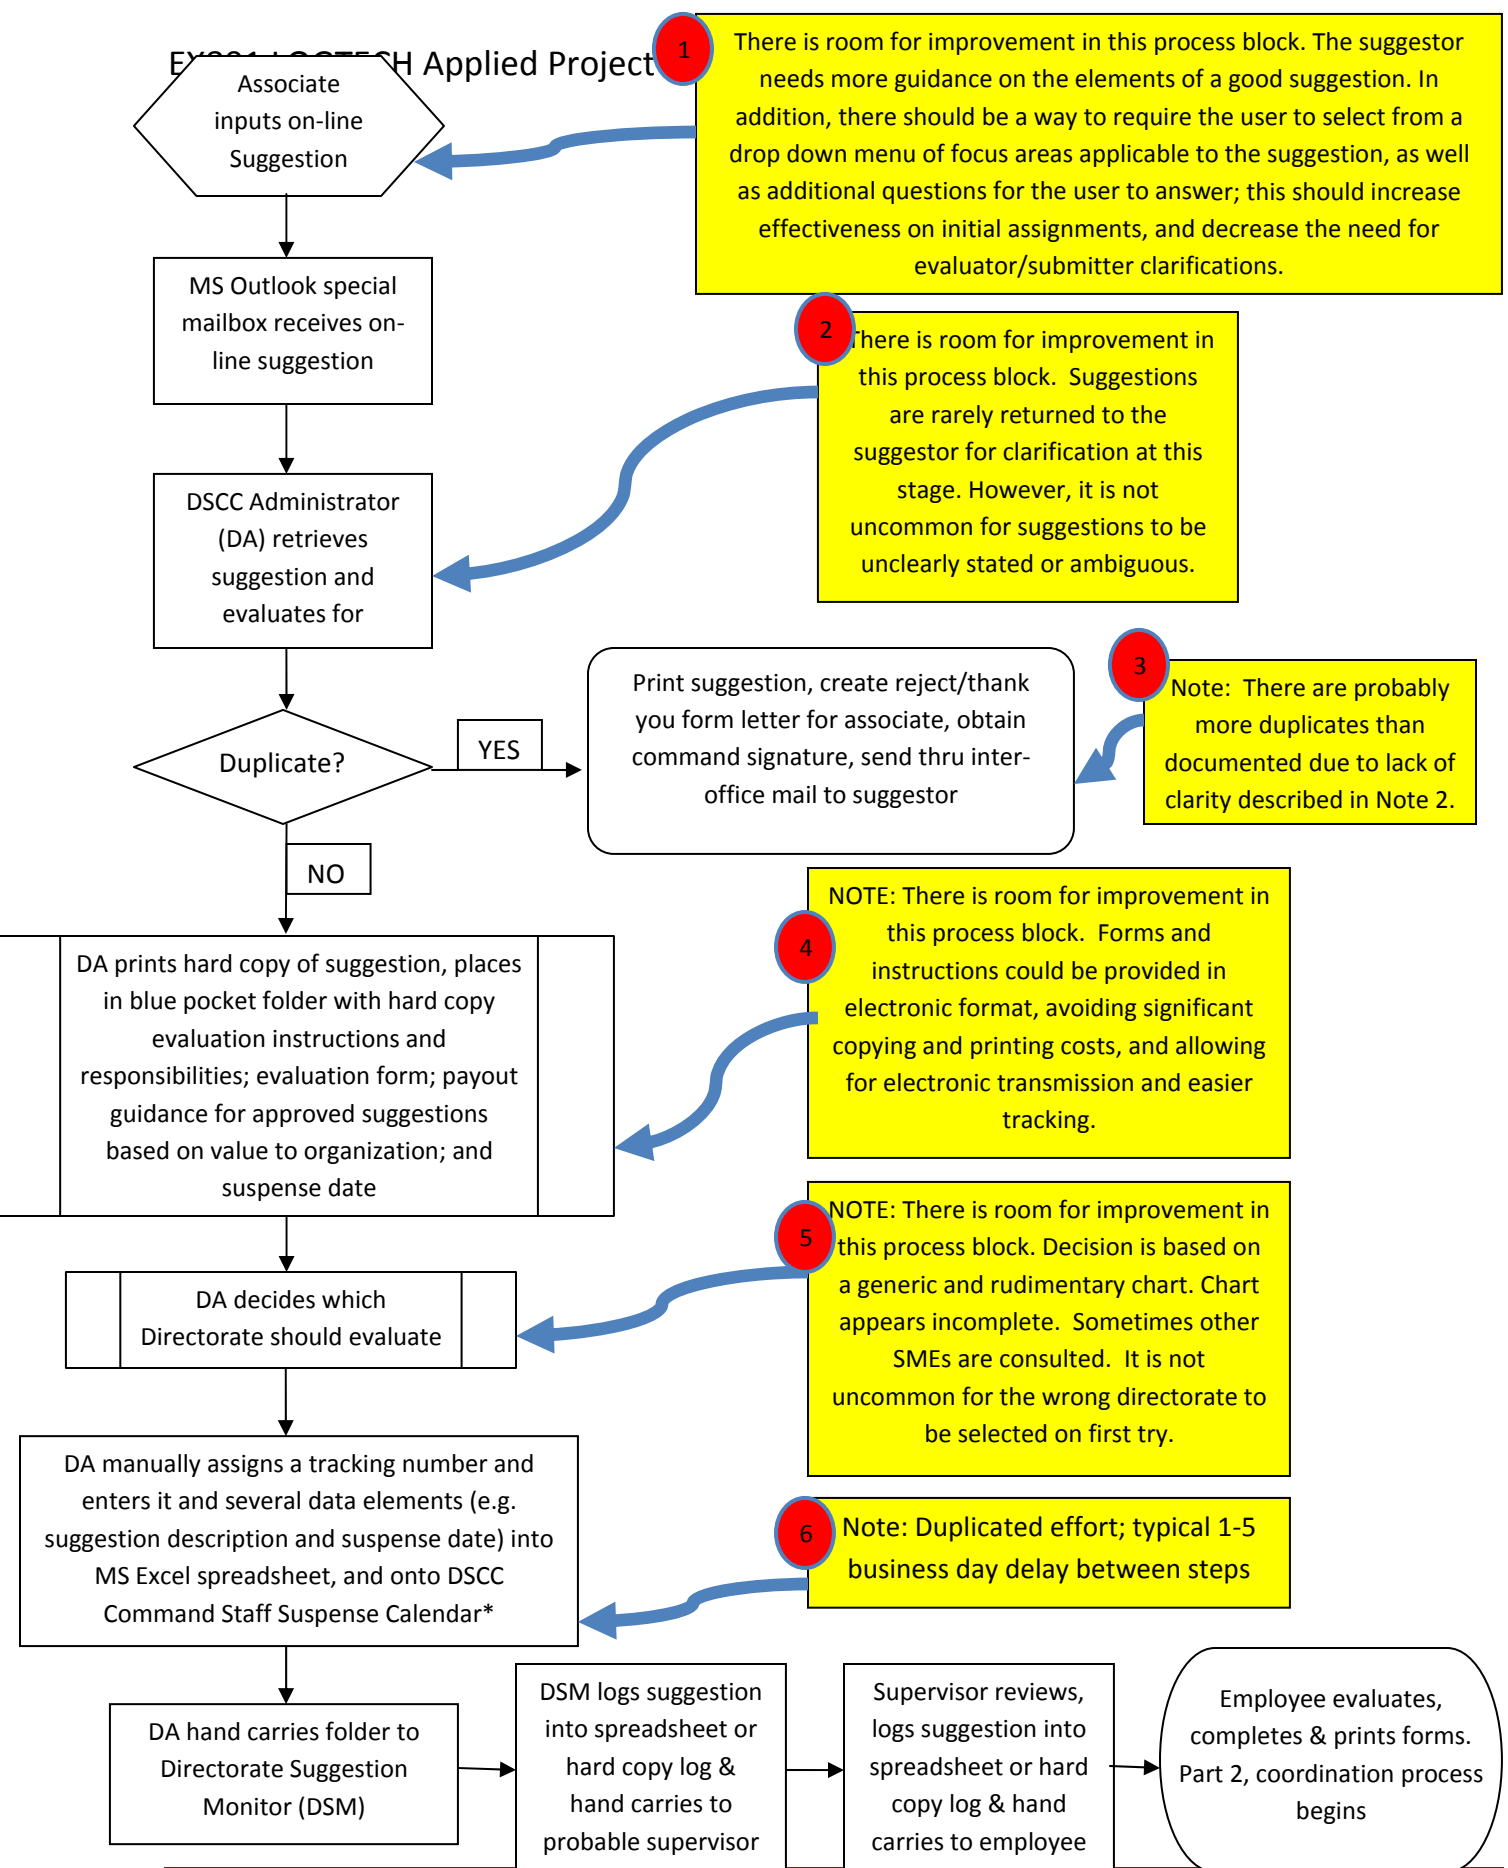 H Applied Project
1
There is room for improvement in this process block. The suggestor
needs more guidance on the elements of a good suggestion. In
addition, there should be a way to require the user to select from a
drop down menu of focus areas applicable to the suggestion, as well
as additional questions for the user to answer; this should increase
effectiveness on initial assignments, and decrease the need for
evaluator/submitter clarifications.
Associate
inputs on-line
Suggestion
MS Outlook special
mailbox receives on-
line suggestion
2
There is room for improvement in
this process block.  Suggestions
are rarely returned to the
suggestor for clarification at this
stage. However, it is not
uncommon for suggestions to be
unclearly stated or ambiguous.
DSCC Administrator
(DA) retrieves
suggestion and
evaluates for
Duplicate?
YES
Print suggestion, create reject/thank
you form letter for associate, obtain
command signature, send thru inter-
office mail to suggestor
3
Note:  There are probably
more duplicates than
documented due to lack of
clarity described in Note 2.
NO
4
NOTE: There is room for improvement in
this process block.  Forms and
instructions could be provided in
electronic format, avoiding significant
copying and printing costs, and allowing
for electronic transmission and easier
tracking.
DA prints hard copy of suggestion, places
in blue pocket folder with hard copy
evaluation instructions and
responsibilities; evaluation form; payout
guidance for approved suggestions
based on value to organization; and
suspense date
5
NOTE: There is room for improvement in
this process block. Decision is based on
a generic and rudimentary chart. Chart
appears incomplete.  Sometimes other
SMEs are consulted.  It is not
uncommon for the wrong directorate to
be selected on first try.
DA decides which
Directorate should evaluate
DA manually assigns a tracking number and
enters it and several data elements (e.g.
suggestion description and suspense date) into
MS Excel spreadsheet, and onto DSCC
Command Staff Suspense Calendar*
6
Note: Duplicated effort; typical 1-5
business day delay between steps
DA hand carries folder to
Directorate Suggestion
Monitor (DSM)
DSM logs suggestion
into spreadsheet or
hard copy log &
hand carries to
probable supervisor
Supervisor reviews,
logs suggestion into
spreadsheet or hard
copy log & hand
carries to employee
Employee evaluates,
completes & prints forms.
Part 2, coordination process
begins